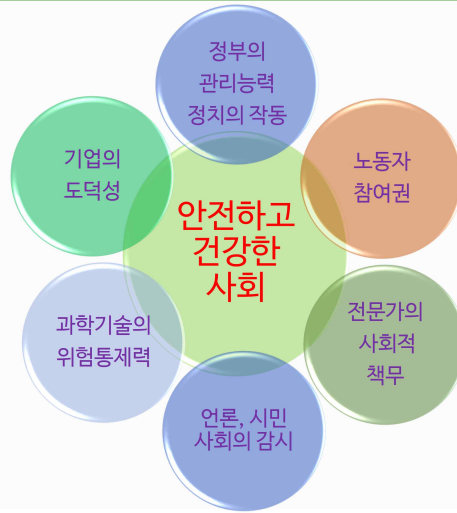 정부의
관리능력
정치의 작동
기업의
도덕성
노동자
참여권
안전하고
건강한
사회
과학기술의
위험통제력
전문가의
사회적
책무
언론, 시민
사회의 감시